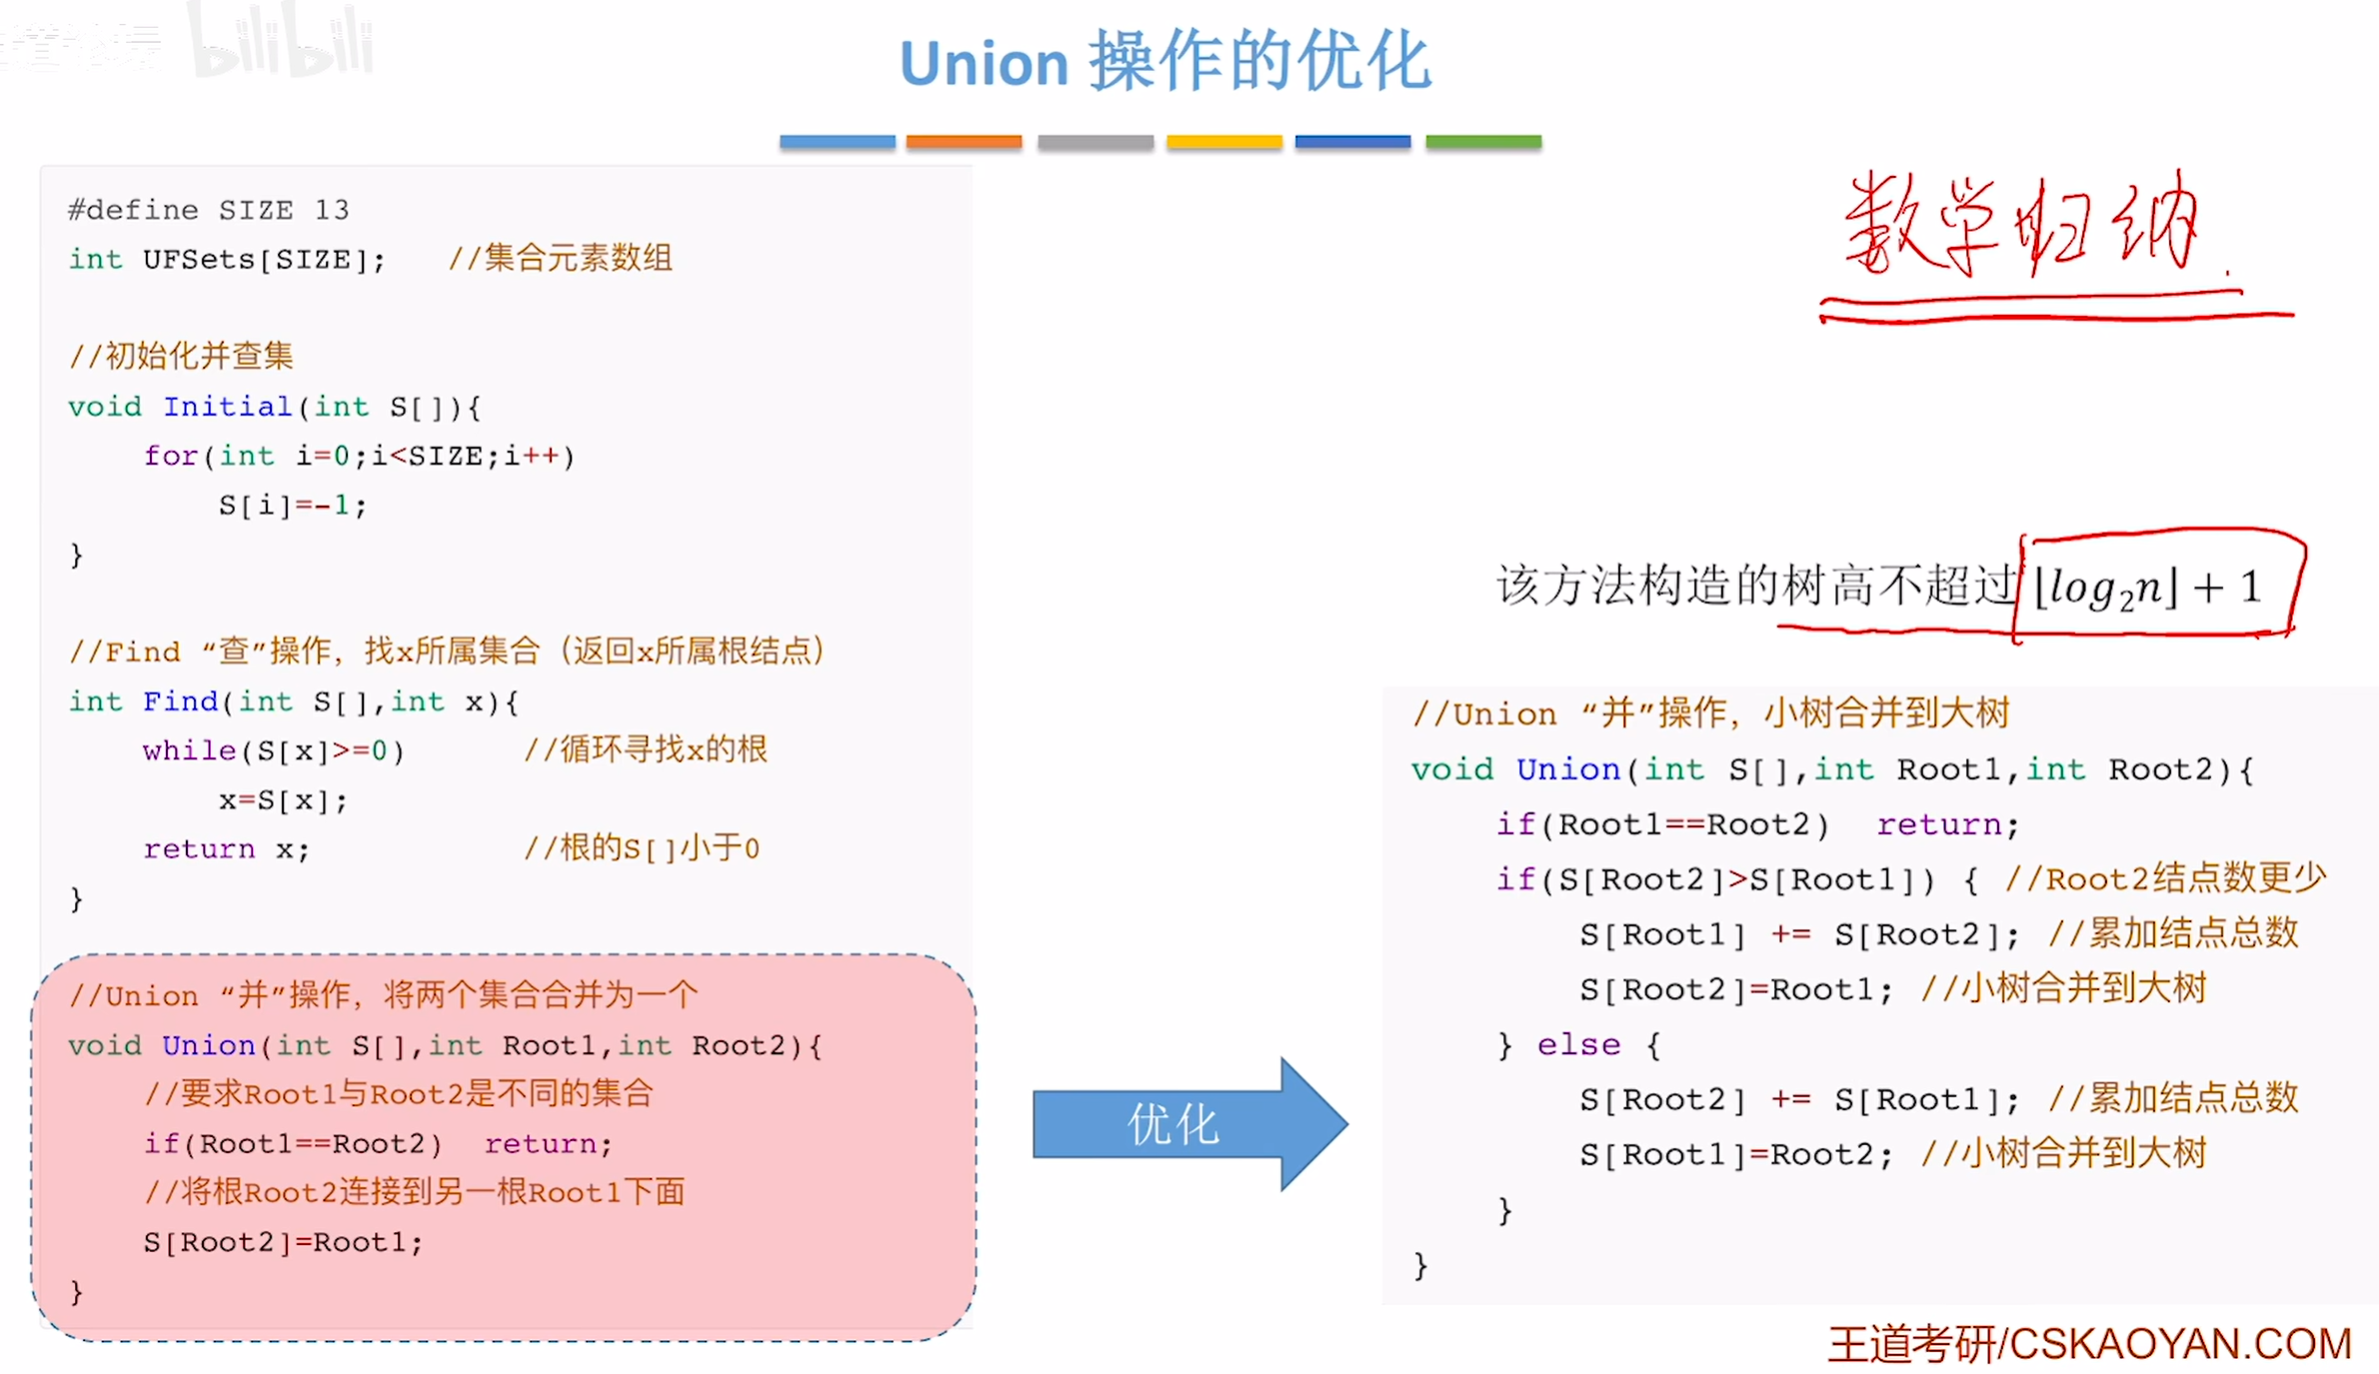 bilibili
Union 操作的优化
#define SIZE 13
int UFSets[SIZE];   //集合元素数组
//初始化并查集
void Initial(int S[]){
    for(int i=0;i<SIZE;i++)
        S[i]=-1;
}
//Find “查”操作，找x所属集合（返回x所属根结点）
int Find(int S[],int x){
    while(S[x]>=0)      //循环寻找x的根
        x=S[x];
    return x;           //根的S[]小于0
}
//Union “并”操作，将两个集合合并为一个
void Union(int S[],int Root1,int Root2){
    //要求Root1与Root2是不同的集合
    if(Root1==Root2)  return;
    //将根Root2连接到另一根Root1下面
    S[Root2]=Root1;
}
优化
数学归纳.
该方法构造的树高不超过 ⌊log₂n⌋ + 1
//Union “并”操作，小树合并到大树
void Union(int S[],int Root1,int Root2){
    if(Root1==Root2)  return;
    if(S[Root2]>S[Root1]) { //Root2结点数更少
        S[Root1] += S[Root2]; //累加结点总数
        S[Root2]=Root1; //小树合并到大树
    } else {
        S[Root2] += S[Root1]; //累加结点总数
        S[Root1]=Root2; //小树合并到大树
    }
}
王道考研/CSKAOYAN.COM